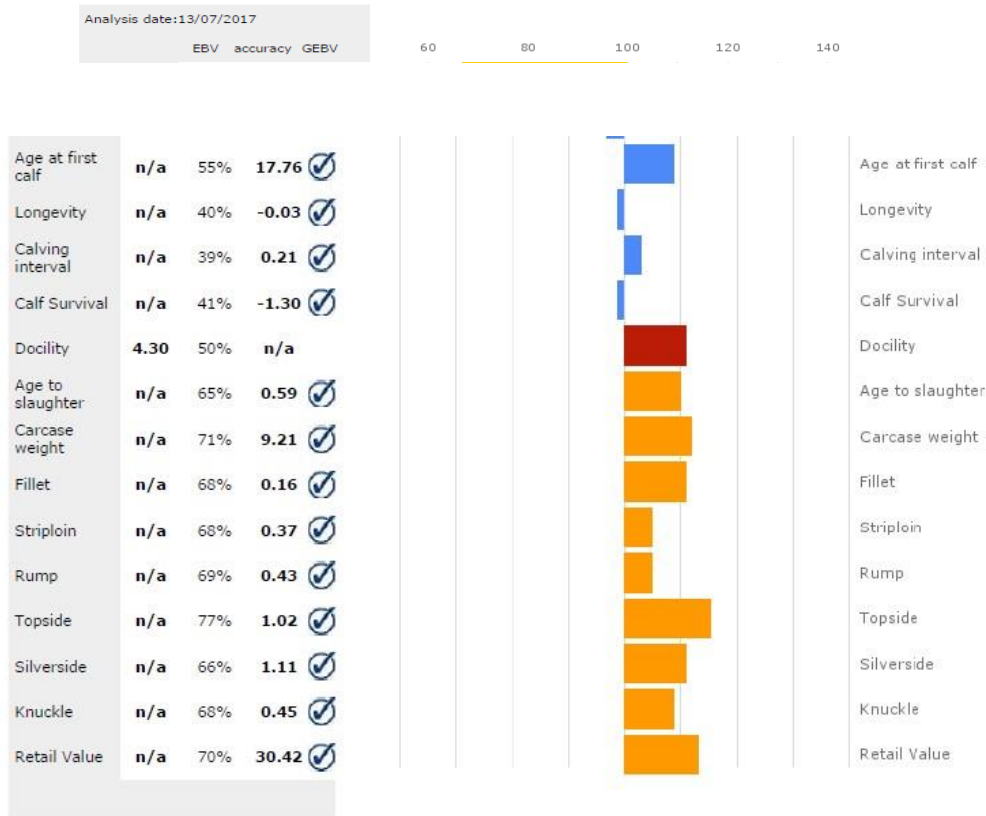 Analysis date:13/07/2017
EBV accuracy GEBV 60 80 100 120 140
Age at first
calf
n/a 55% 17.76 Age at first calf
Longevity n/a 40% -0.03 Longevity
Calving
interval
n/a 39% 0.21 Calving interval
Calf Survival n/a 41% -1.30 Calf Survival
Docility 4.30 50% n/a Docility
Age to
slaughter
n/a 65% 0.59 Age to slaughter
Carcase
weight
n/a 71% 9.21 Carcase weight
Fillet n/a 68% 0.16 Fillet
Striploin n/a 68% 0.37 Striploin
Rump n/a 69% 0.43 Rump
Topside n/a 77% 1.02 Topside
Silverside n/a 66% 1.11 Silverside
Knuckle n/a 68% 0.45 Knuckle
Retail Value n/a 70% 30.42 Retail Value